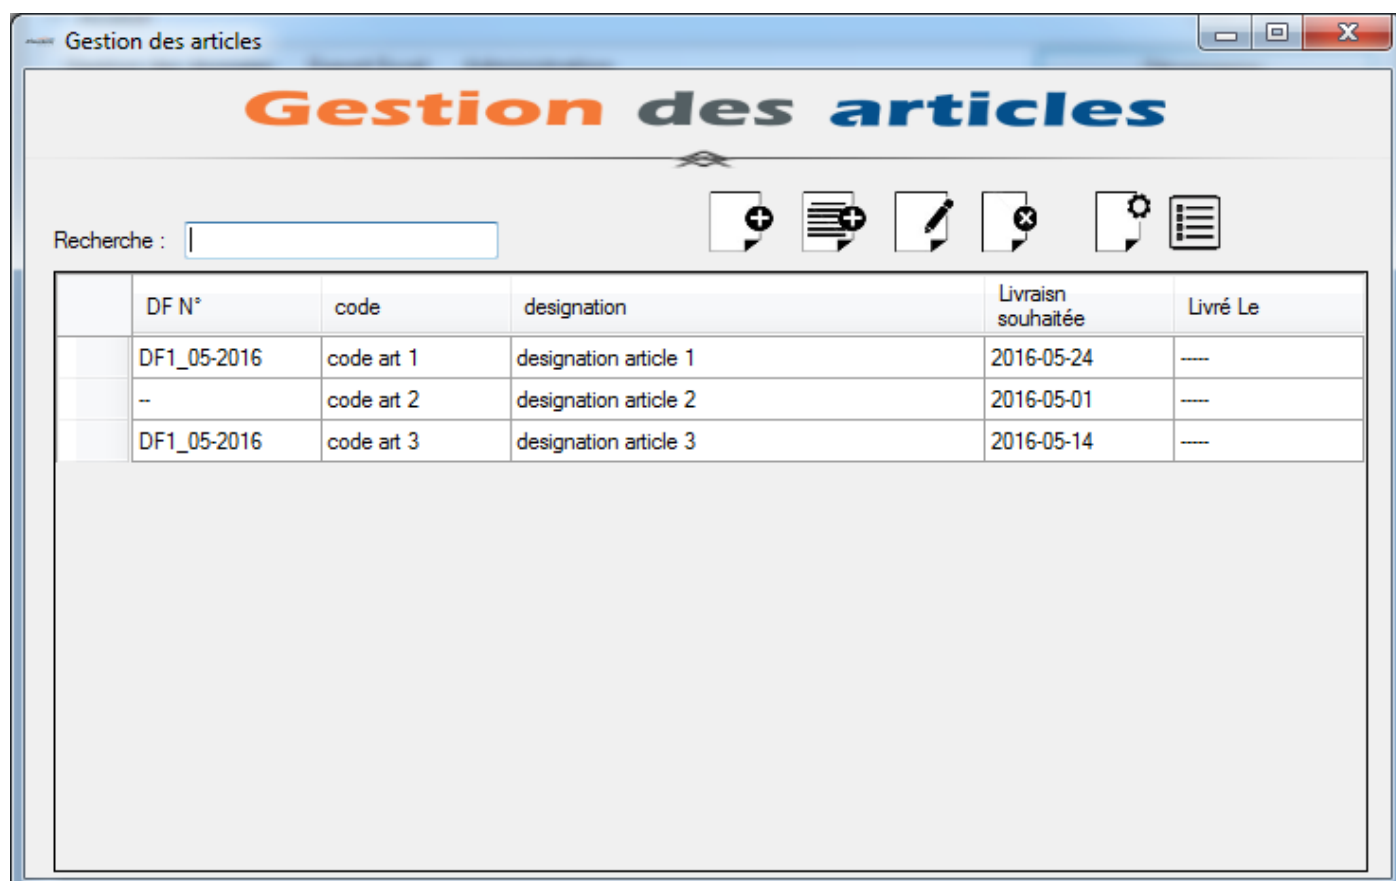 Gestion des articles
Gestion des articles
Recherche :
DF N° code designation Livraisn souhaitée Livré Le
DF1_05-2016 code art 1 designation article 1 2016-05-24 -----
-- code art 2 designation article 2 2016-05-01 -----
DF1_05-2016 code art 3 designation article 3 2016-05-14 -----